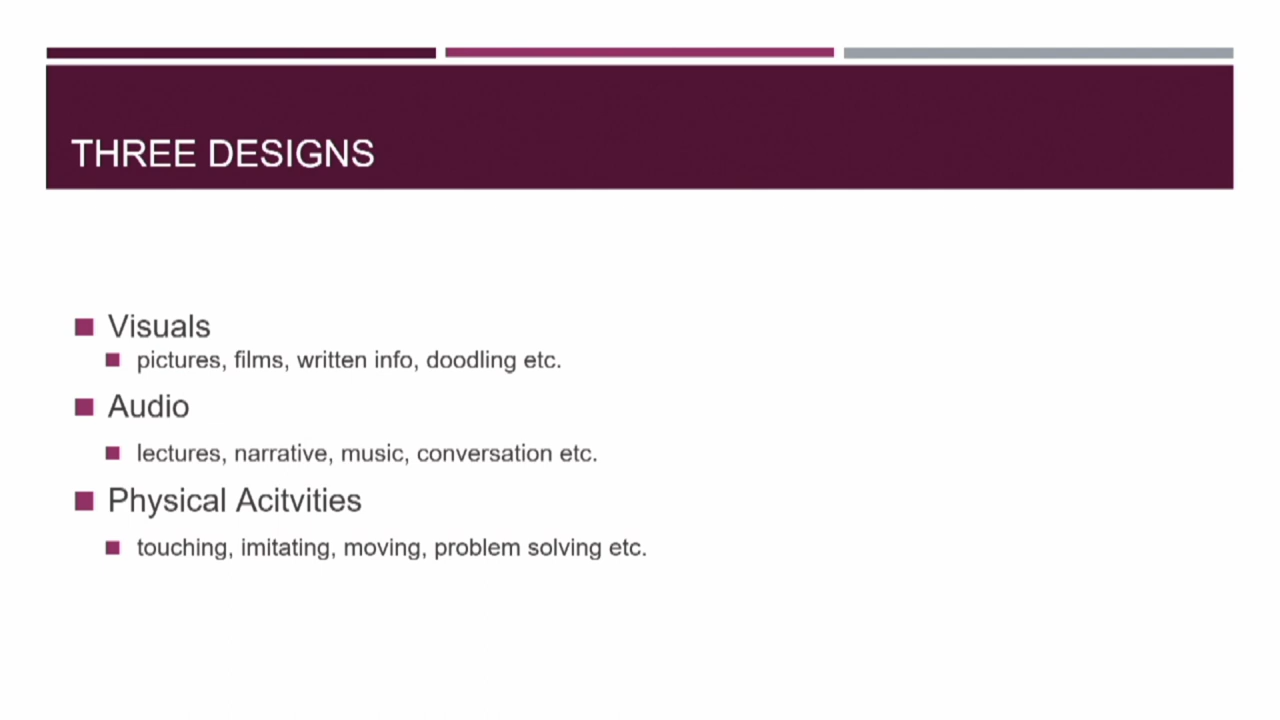 THREE DESIGNS
Visuals
pictures, films, written info, doodling etc.
Audio
lectures, narrative, music, conversation etc.
Physical Acitvities
touching, imitating, moving, problem solving etc.